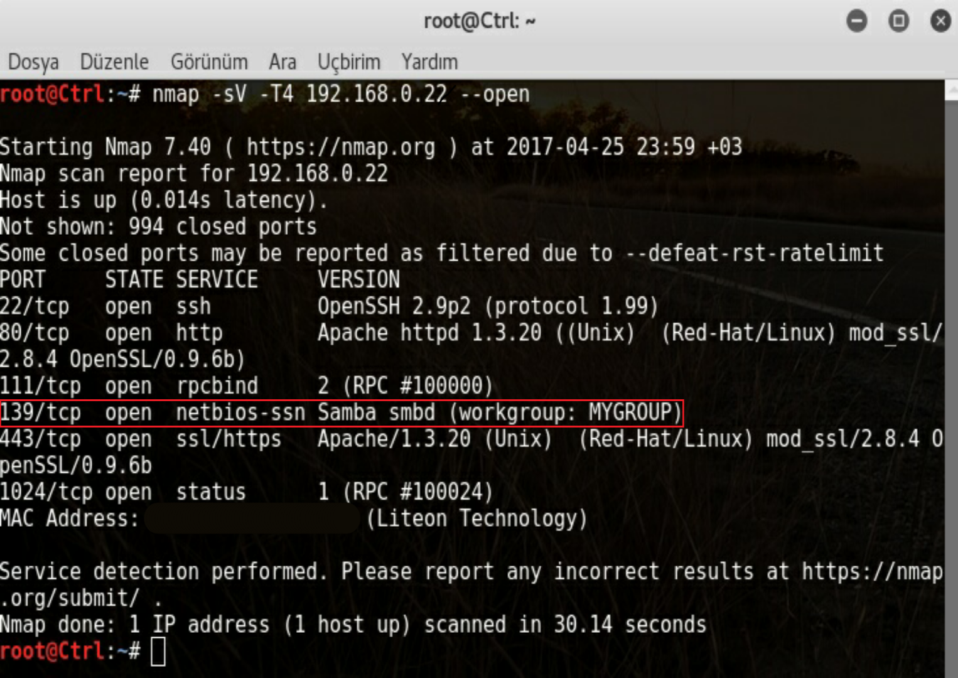 root@Ctrl: ~
Dosya Düzenle Görünüm Ara Uçbirim Yardım
root@Ctrl:~# nmap -sV -T4 192.168.0.22 --open
Starting Nmap 7.40 ( https://nmap.org ) at 2017-04-25 23:59 +03
Nmap scan report for 192.168.0.22
Host is up (0.014s latency).
Not shown: 994 closed ports
Some closed ports may be reported as filtered due to --defeat-rst-ratelimit
PORT     STATE SERVICE     VERSION
22/tcp   open  ssh         OpenSSH 2.9p2 (protocol 1.99)
80/tcp   open  http        Apache httpd 1.3.20 ((Unix)  (Red-Hat/Linux) mod_ssl/
2.8.4 OpenSSL/0.9.6b)
111/tcp  open  rpcbind     2 (RPC #100000)
139/tcp  open  netbios-ssn Samba smbd (workgroup: MYGROUP)
443/tcp  open  ssl/https   Apache/1.3.20 (Unix)  (Red-Hat/Linux) mod_ssl/2.8.4 O
penSSL/0.9.6b
1024/tcp open  status      1 (RPC #100024)
MAC Address: (Liteon Technology)
Service detection performed. Please report any incorrect results at https://nmap
.org/submit/ .
Nmap done: 1 IP address (1 host up) scanned in 30.14 seconds
root@Ctrl:~#